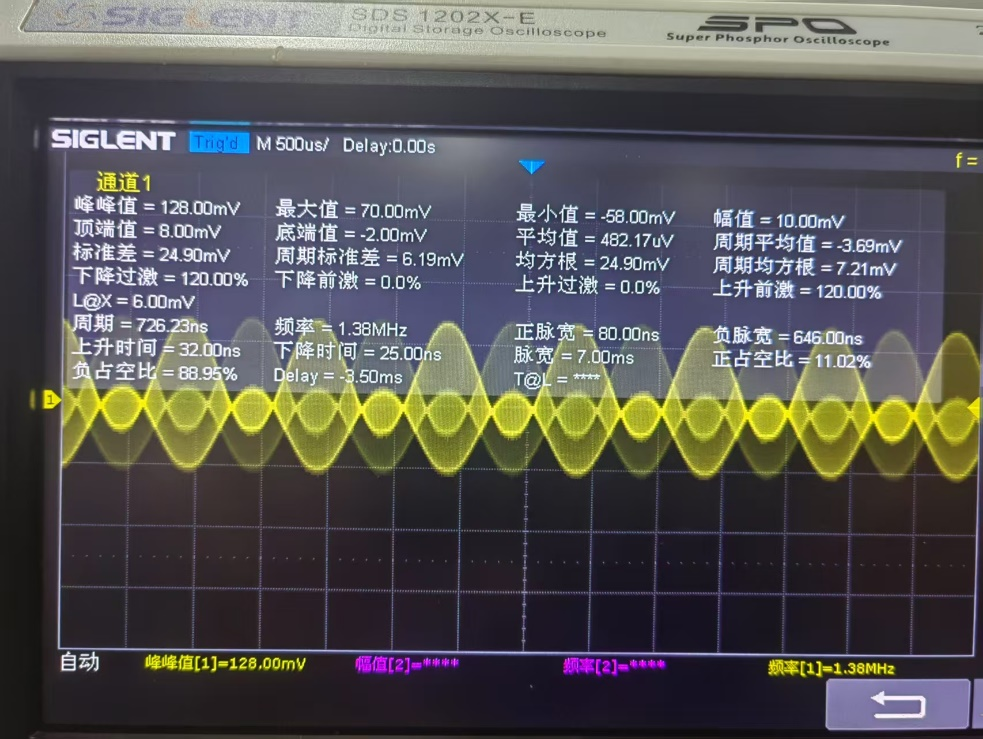 SIGLENT
SDS 1202X-E
Digital Storage Oscilloscope
SPO
Super Phosphor Oscilloscope
SIGLENT Trig'd M 500us/ Delay:0.00s
f =
通道1
峰峰值 = 128.00mV 最大值 = 70.00mV 最小值 = -58.00mV 幅值 = 10.00mV
顶端值 = 8.00mV 底端值 = -2.00mV 平均值 = 482.17uV 周期平均值 = -3.69mV
标准差 = 24.90mV 周期标准差 = 6.19mV 均方根 = 24.90mV 周期均方根 = 7.21mV
下降过激 = 120.00% 下降前激 = 0.0% 上升过激 = 0.0% 上升前激 = 120.00%
L@X = 6.00mV
周期 = 726.23ns 频率 = 1.38MHz 正脉宽 = 80.00ns 负脉宽 = 646.00ns
上升时间 = 32.00ns 下降时间 = 25.00ns 脉宽 = 7.00ms 正占空比 = 11.02%
负占空比 = 88.95% Delay = -3.50ms T@L = ****
1
自动 峰峰值[1]=128.00mV 幅值[2]=**** 频率[2]=**** 频率[1]=1.38MHz